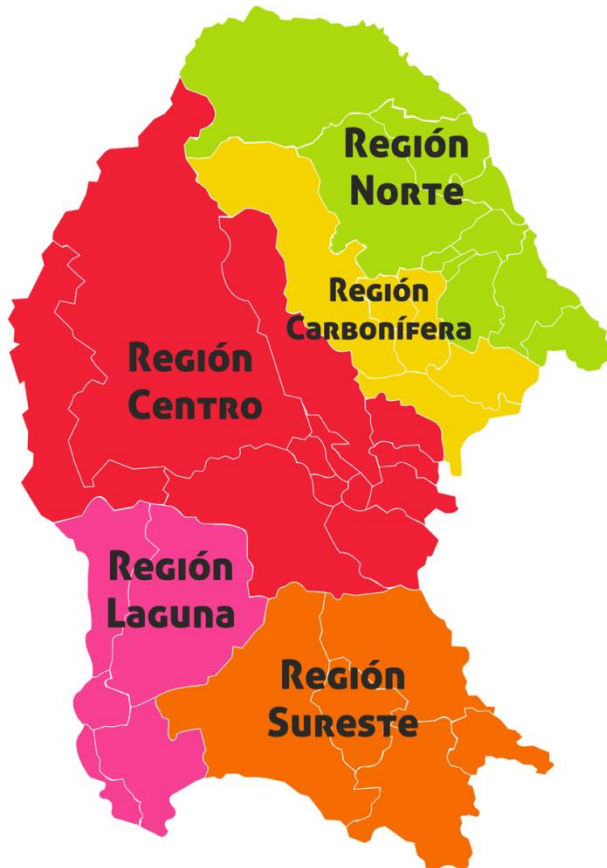 Región
Norte
Región
Carbonífera
Región
Centro
Región
Laguna
Región
Sureste